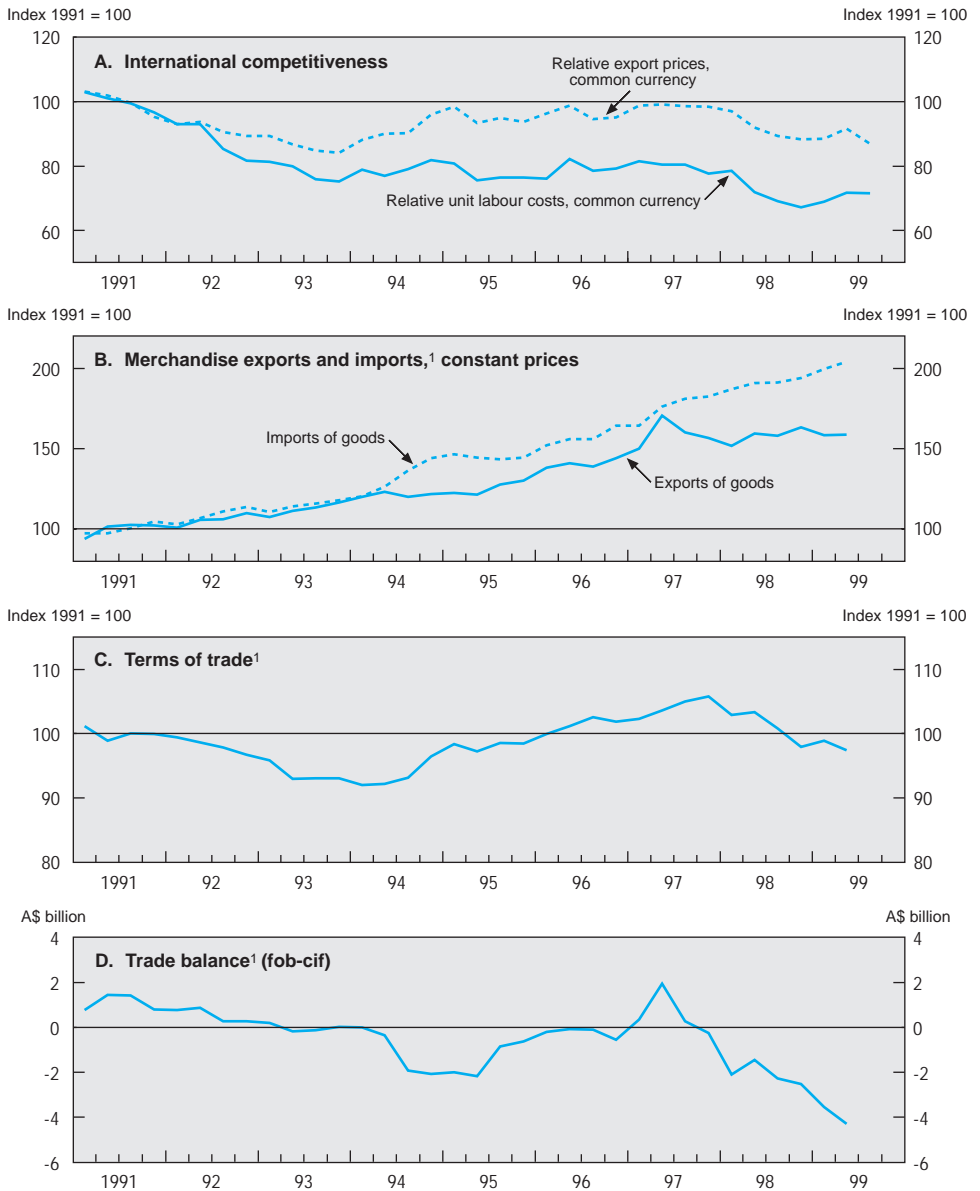 Index 1991 = 100 Index 1991 = 100
120 120
A. International competitiveness
Relative export prices,
common currency
100 100
80 80
Relative unit labour costs, common currency
60 60
1991 92 93 94 95 96 97 98 99
Index 1991 = 100 Index 1991 = 100
B. Merchandise exports and imports,1 constant prices
200 200
Imports of goods
150 150
Exports of goods
100 100
1991 92 93 94 95 96 97 98 99
Index 1991 = 100 Index 1991 = 100
C. Terms of trade1
110 110
100 100
90 90
80 80
1991 92 93 94 95 96 97 98 99
A$ billion A$ billion
4 4
D. Trade balance1 (fob-cif)
2 2
0 0
-2 -2
-4 -4
-6 -6
1991 92 93 94 95 96 97 98 99